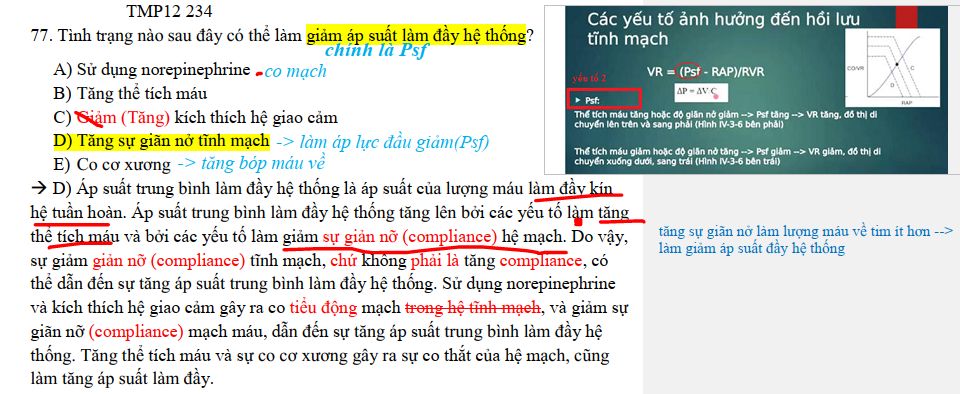 TMP12 234
77. Tình trạng nào sau đây có thể làm giảm áp suất làm đầy hệ thống?
chính là Psf
A) Sử dụng norepinephrine
co mạch
B) Tăng thể tích máu
C) Giảm (Tăng) kích thích hệ giao cảm
D) Tăng sự giãn nở tĩnh mạch -> làm áp lực đầu giảm(Psf)
E) Co cơ xương -> tăng bóp máu về
→ D) Áp suất trung bình làm đầy hệ thống là áp suất của lượng máu làm đầy kín
hệ tuần hoàn. Áp suất trung bình làm đầy hệ thống tăng lên bởi các yếu tố làm tăng
thể tích máu và bởi các yếu tố làm giảm sự giản nỡ (compliance) hệ mạch. Do vậy,
sự giảm giản nỡ (compliance) tĩnh mạch, chứ không phải là tăng compliance, có
thể dẫn đến sự tăng áp suất trung bình làm đầy hệ thống. Sử dụng norepinephrine
và kích thích hệ giao cảm gây ra co tiểu động mạch trong hệ tĩnh mạch, và giảm sự
giãn nỡ (compliance) mạch máu, dẫn đến sự tăng áp suất trung bình làm đầy hệ
thống. Tăng thể tích máu và sự co cơ xương gây ra sự co thắt của hệ mạch, cũng
làm tăng áp suất làm đầy.
Các yếu tố ảnh hưởng đến hồi lưu
tĩnh mạch
VR = (Psf - RAP)/RVR
yếu tố 2
ΔP = ΔV/C
Psf:
Thể tích máu tăng hoặc độ giãn nở giảm --> Psf tăng --> VR tăng, đồ thị di
chuyển lên trên và sang phải (Hình IV-3-6 bên phải)
Thể tích máu giảm hoặc độ giãn nở tăng --> Psf giảm --> VR giảm, đồ thị di
chuyển xuống dưới, sang trái (Hình IV-3-6 bên trái)
CO/VR
C
D
RAP
tăng sự giãn nở làm lượng máu về tim ít hơn -->
làm giảm áp suất đầy hệ thống